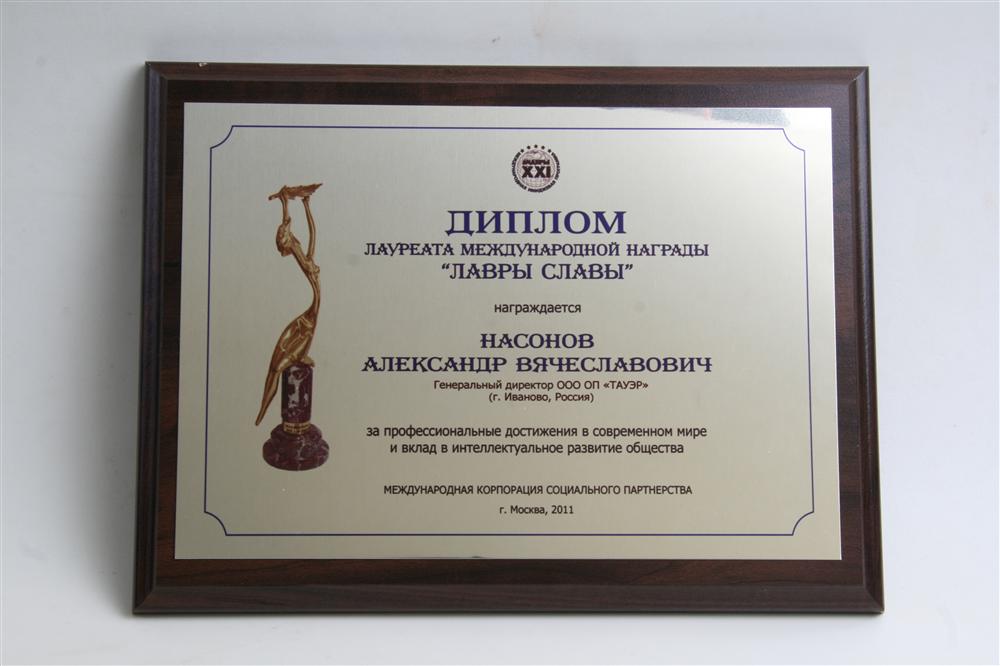 XXI
ДИПЛОМ
ЛАУРЕАТА МЕЖДУНАРОДНОЙ НАГРАДЫ
“ЛАВРЫ СЛАВЫ”
награждается
НАСОНОВ
АЛЕКСАНДР ВЯЧЕСЛАВОВИЧ
Генеральный директор ООО ОП «ТАУЭР»
(г. Иваново, Россия)
за профессиональные достижения в современном мире
и вклад в интеллектуальное развитие общества
МЕЖДУНАРОДНАЯ КОРПОРАЦИЯ СОЦИАЛЬНОГО ПАРТНЕРСТВА
г. Москва, 2011